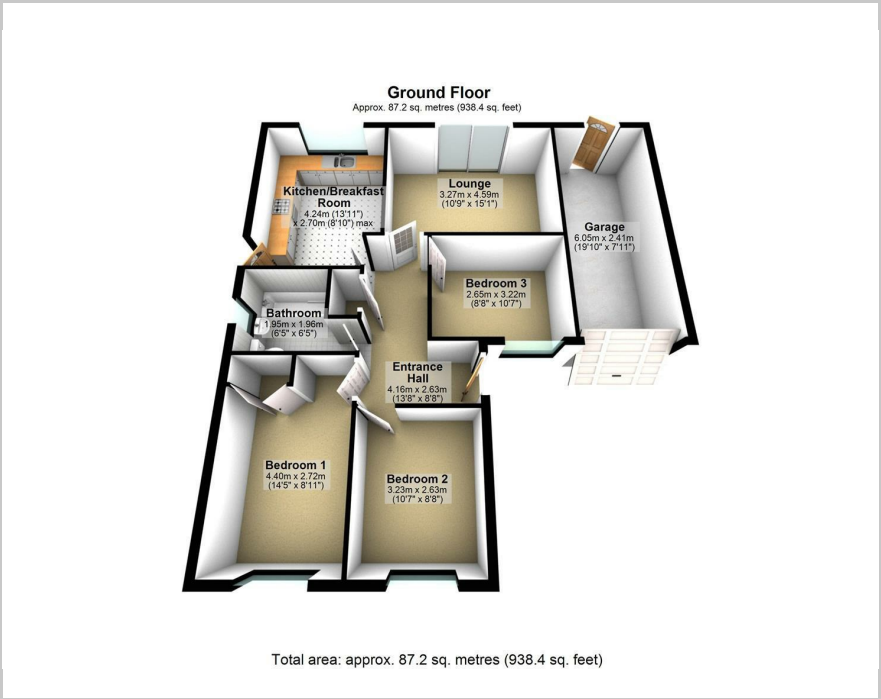 Ground Floor
Approx. 87.2 sq. metres (938.4 sq. feet)
Kitchen/Breakfast
Room
4.24m (13'11")
x 2.70m (8'10") max
Lounge
3.27m x 4.59m
(10'9" x 15'1")
Garage
6.05m x 2.41m
(19'10" x 7'11")
Bedroom 3
2.65m x 3.22m
(8'8" x 10'7")
Bathroom
1.95m x 1.96m
(6'5" x 6'5")
Entrance
Hall
4.16m x 2.63m
(13'8" x 8'8")
Bedroom 1
4.40m x 2.72m
(14'5" x 8'11")
Bedroom 2
3.23m x 2.63m
(10'7" x 8'8")
Total area: approx. 87.2 sq. metres (938.4 sq. feet)